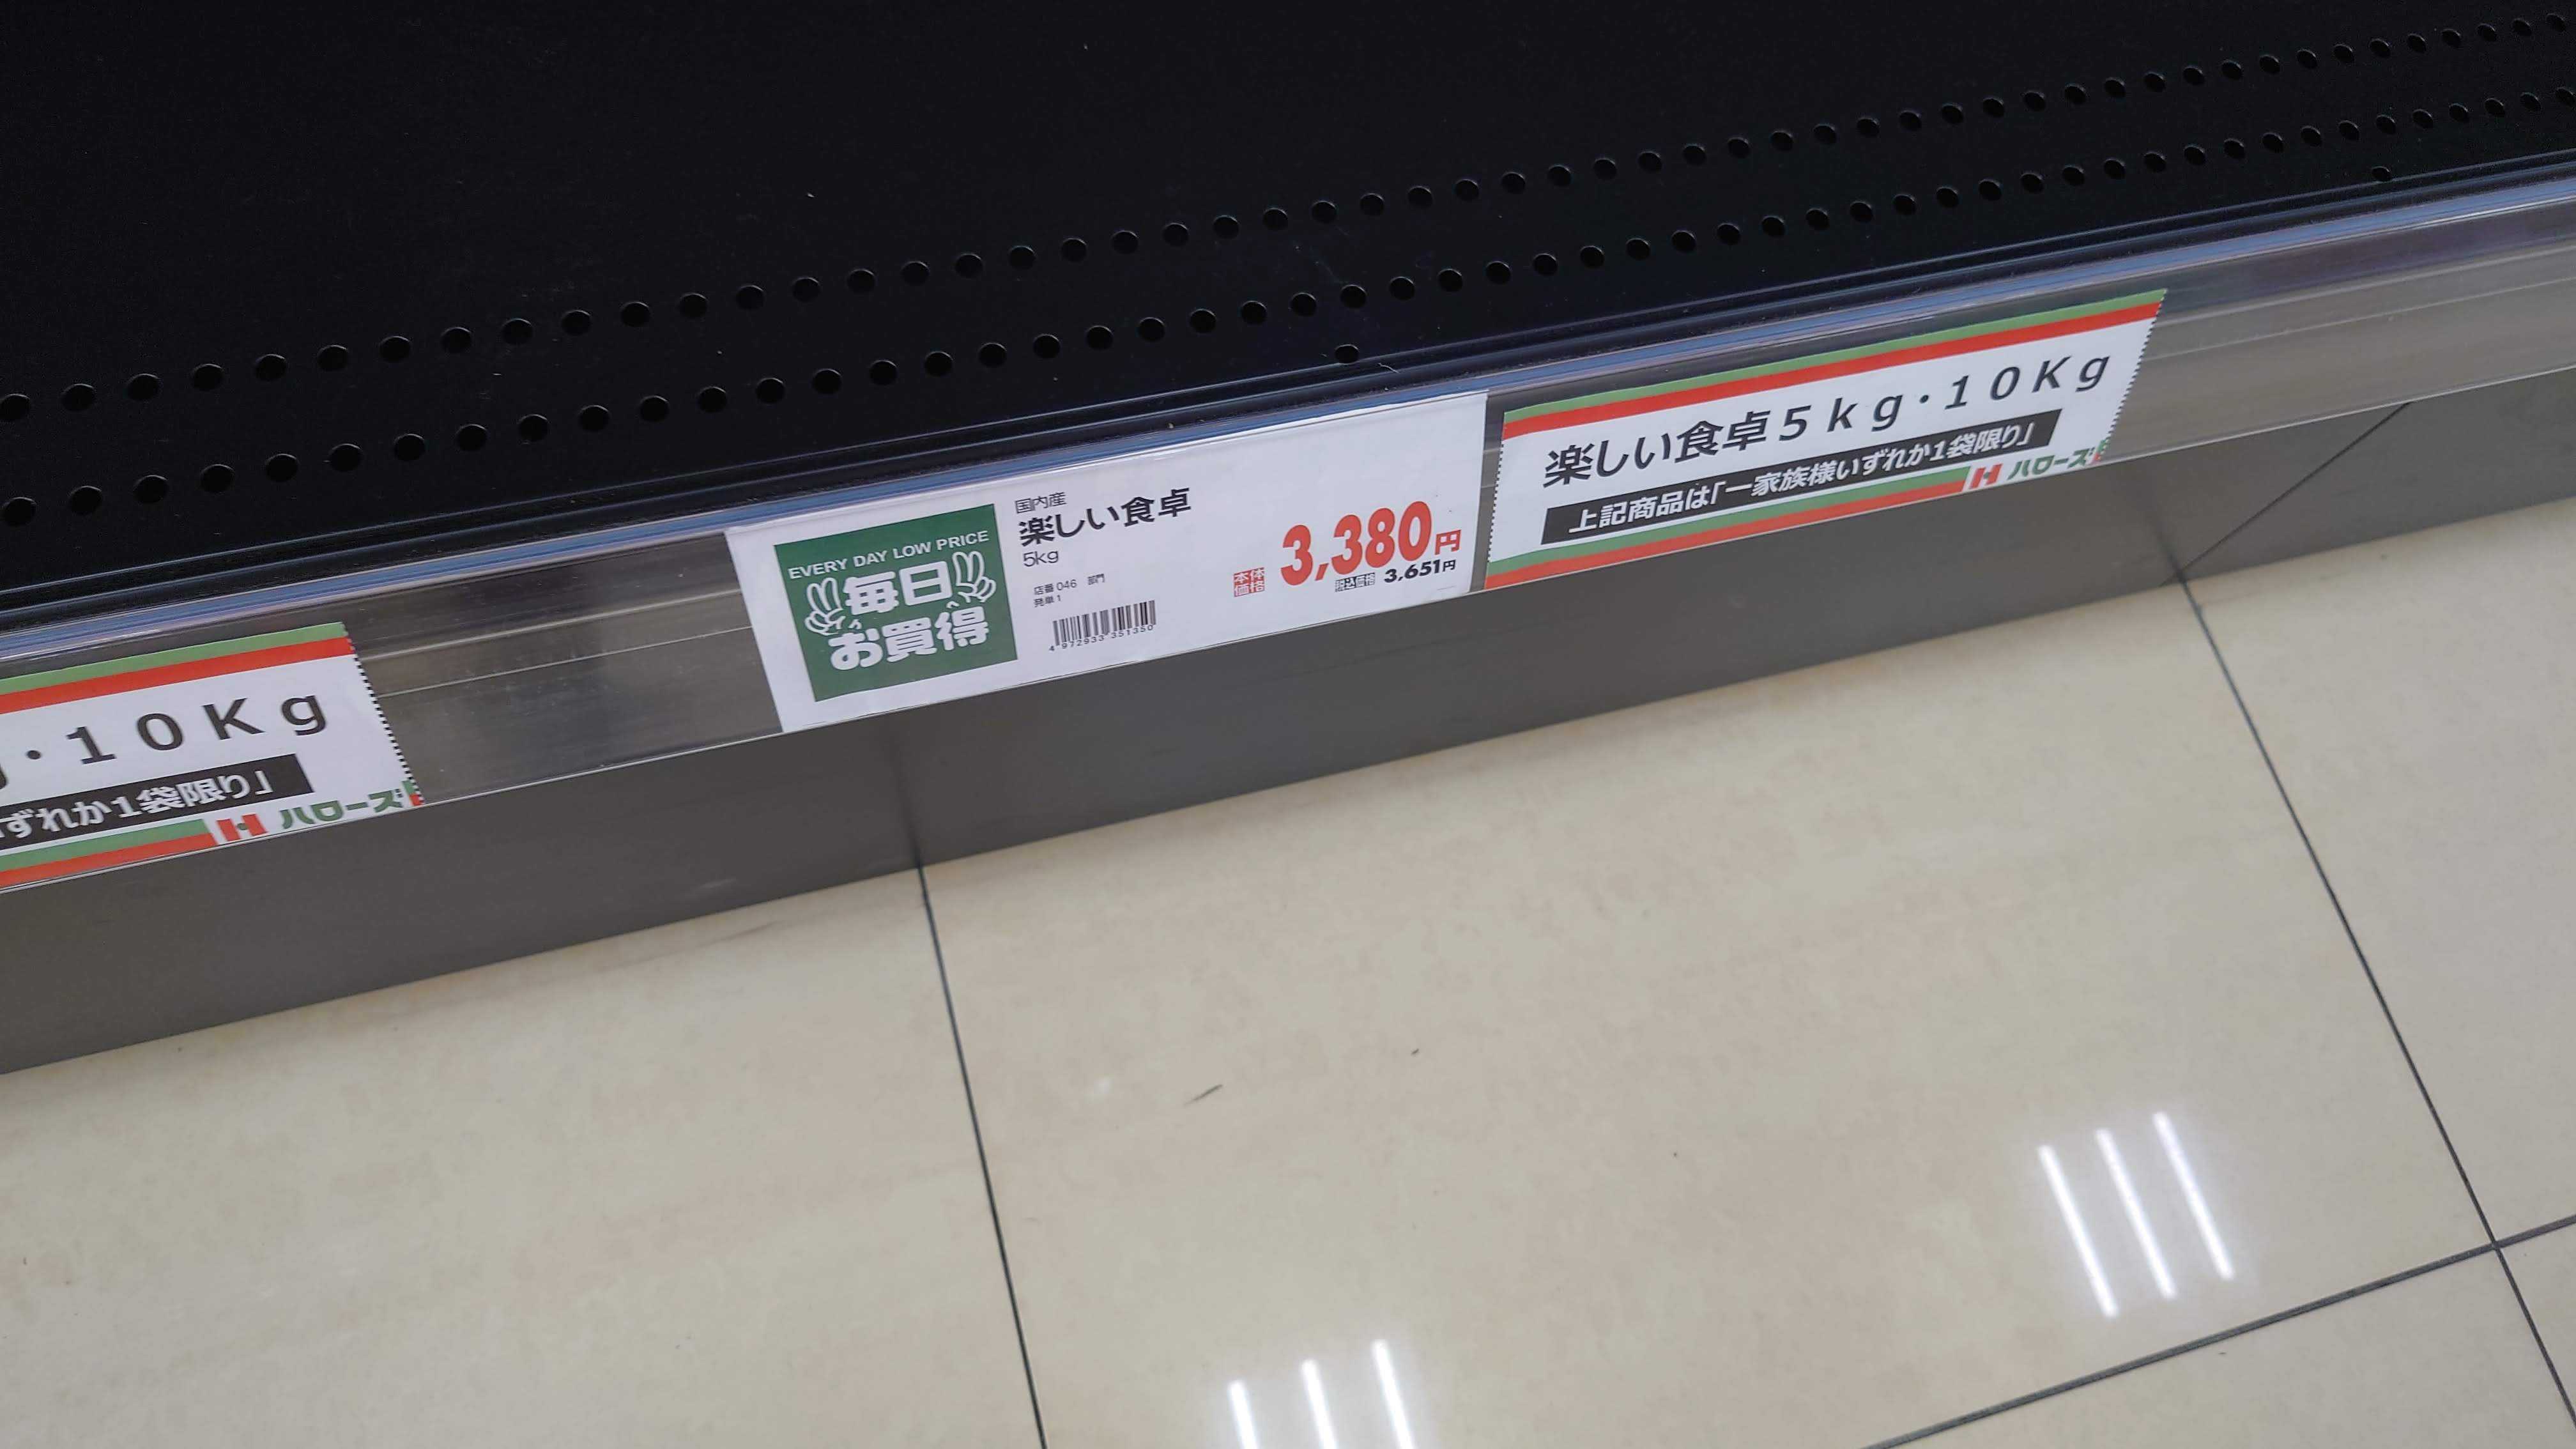 国内産
楽しい食卓
5kg
店番 046 部門
発単 1
4 972933 351350
EVERY DAY LOW PRICE
毎日
お買得
本体価格 3,380円
税込価格 3,651円
楽しい食卓5kg・10Kg
上記商品は「一家族様いずれか1袋限り」
ハローズ
・10Kg
ずれか1袋限り」
ハローズ